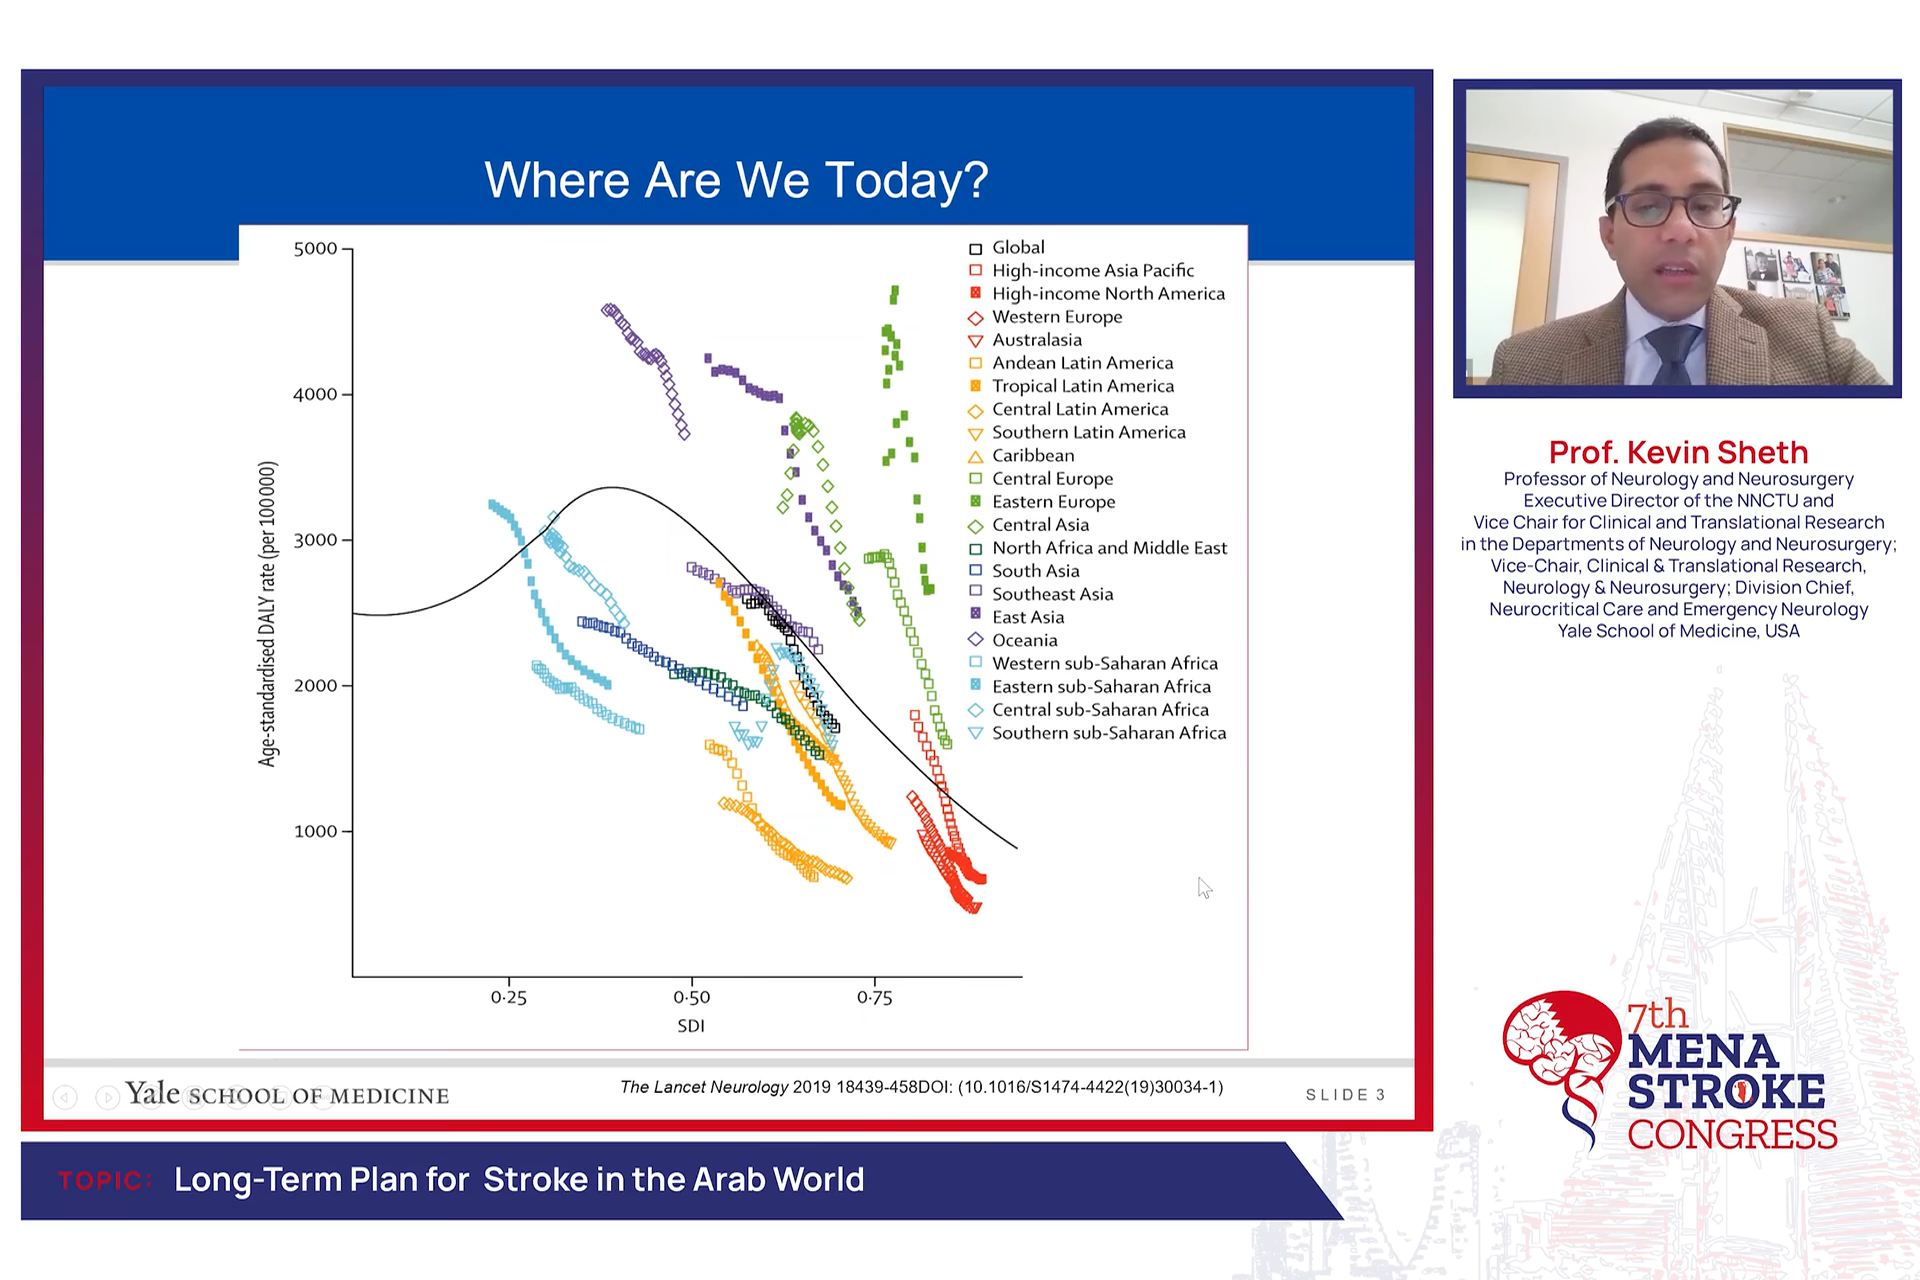 Where Are We Today?
5000
4000
3000
2000
1000
Age-standardised DALY rate (per 100 000)
0·25
0·50
0·75
SDI
Global
High-income Asia Pacific
High-income North America
Western Europe
Australasia
Andean Latin America
Tropical Latin America
Central Latin America
Southern Latin America
Caribbean
Central Europe
Eastern Europe
Central Asia
North Africa and Middle East
South Asia
Southeast Asia
East Asia
Oceania
Western sub-Saharan Africa
Eastern sub-Saharan Africa
Central sub-Saharan Africa
Southern sub-Saharan Africa
Yale SCHOOL OF MEDICINE
The Lancet Neurology 2019 18439-458DOI: (10.1016/S1474-4422(19)30034-1)
SLIDE 3
Prof. Kevin Sheth
Professor of Neurology and Neurosurgery
Executive Director of the NNCTU and
Vice Chair for Clinical and Translational Research
in the Departments of Neurology and Neurosurgery;
Vice-Chair, Clinical & Translational Research,
Neurology & Neurosurgery; Division Chief,
Neurocritical Care and Emergency Neurology
Yale School of Medicine, USA
7th
MENA
STROKE
CONGRESS
TOPIC: Long-Term Plan for Stroke in the Arab World